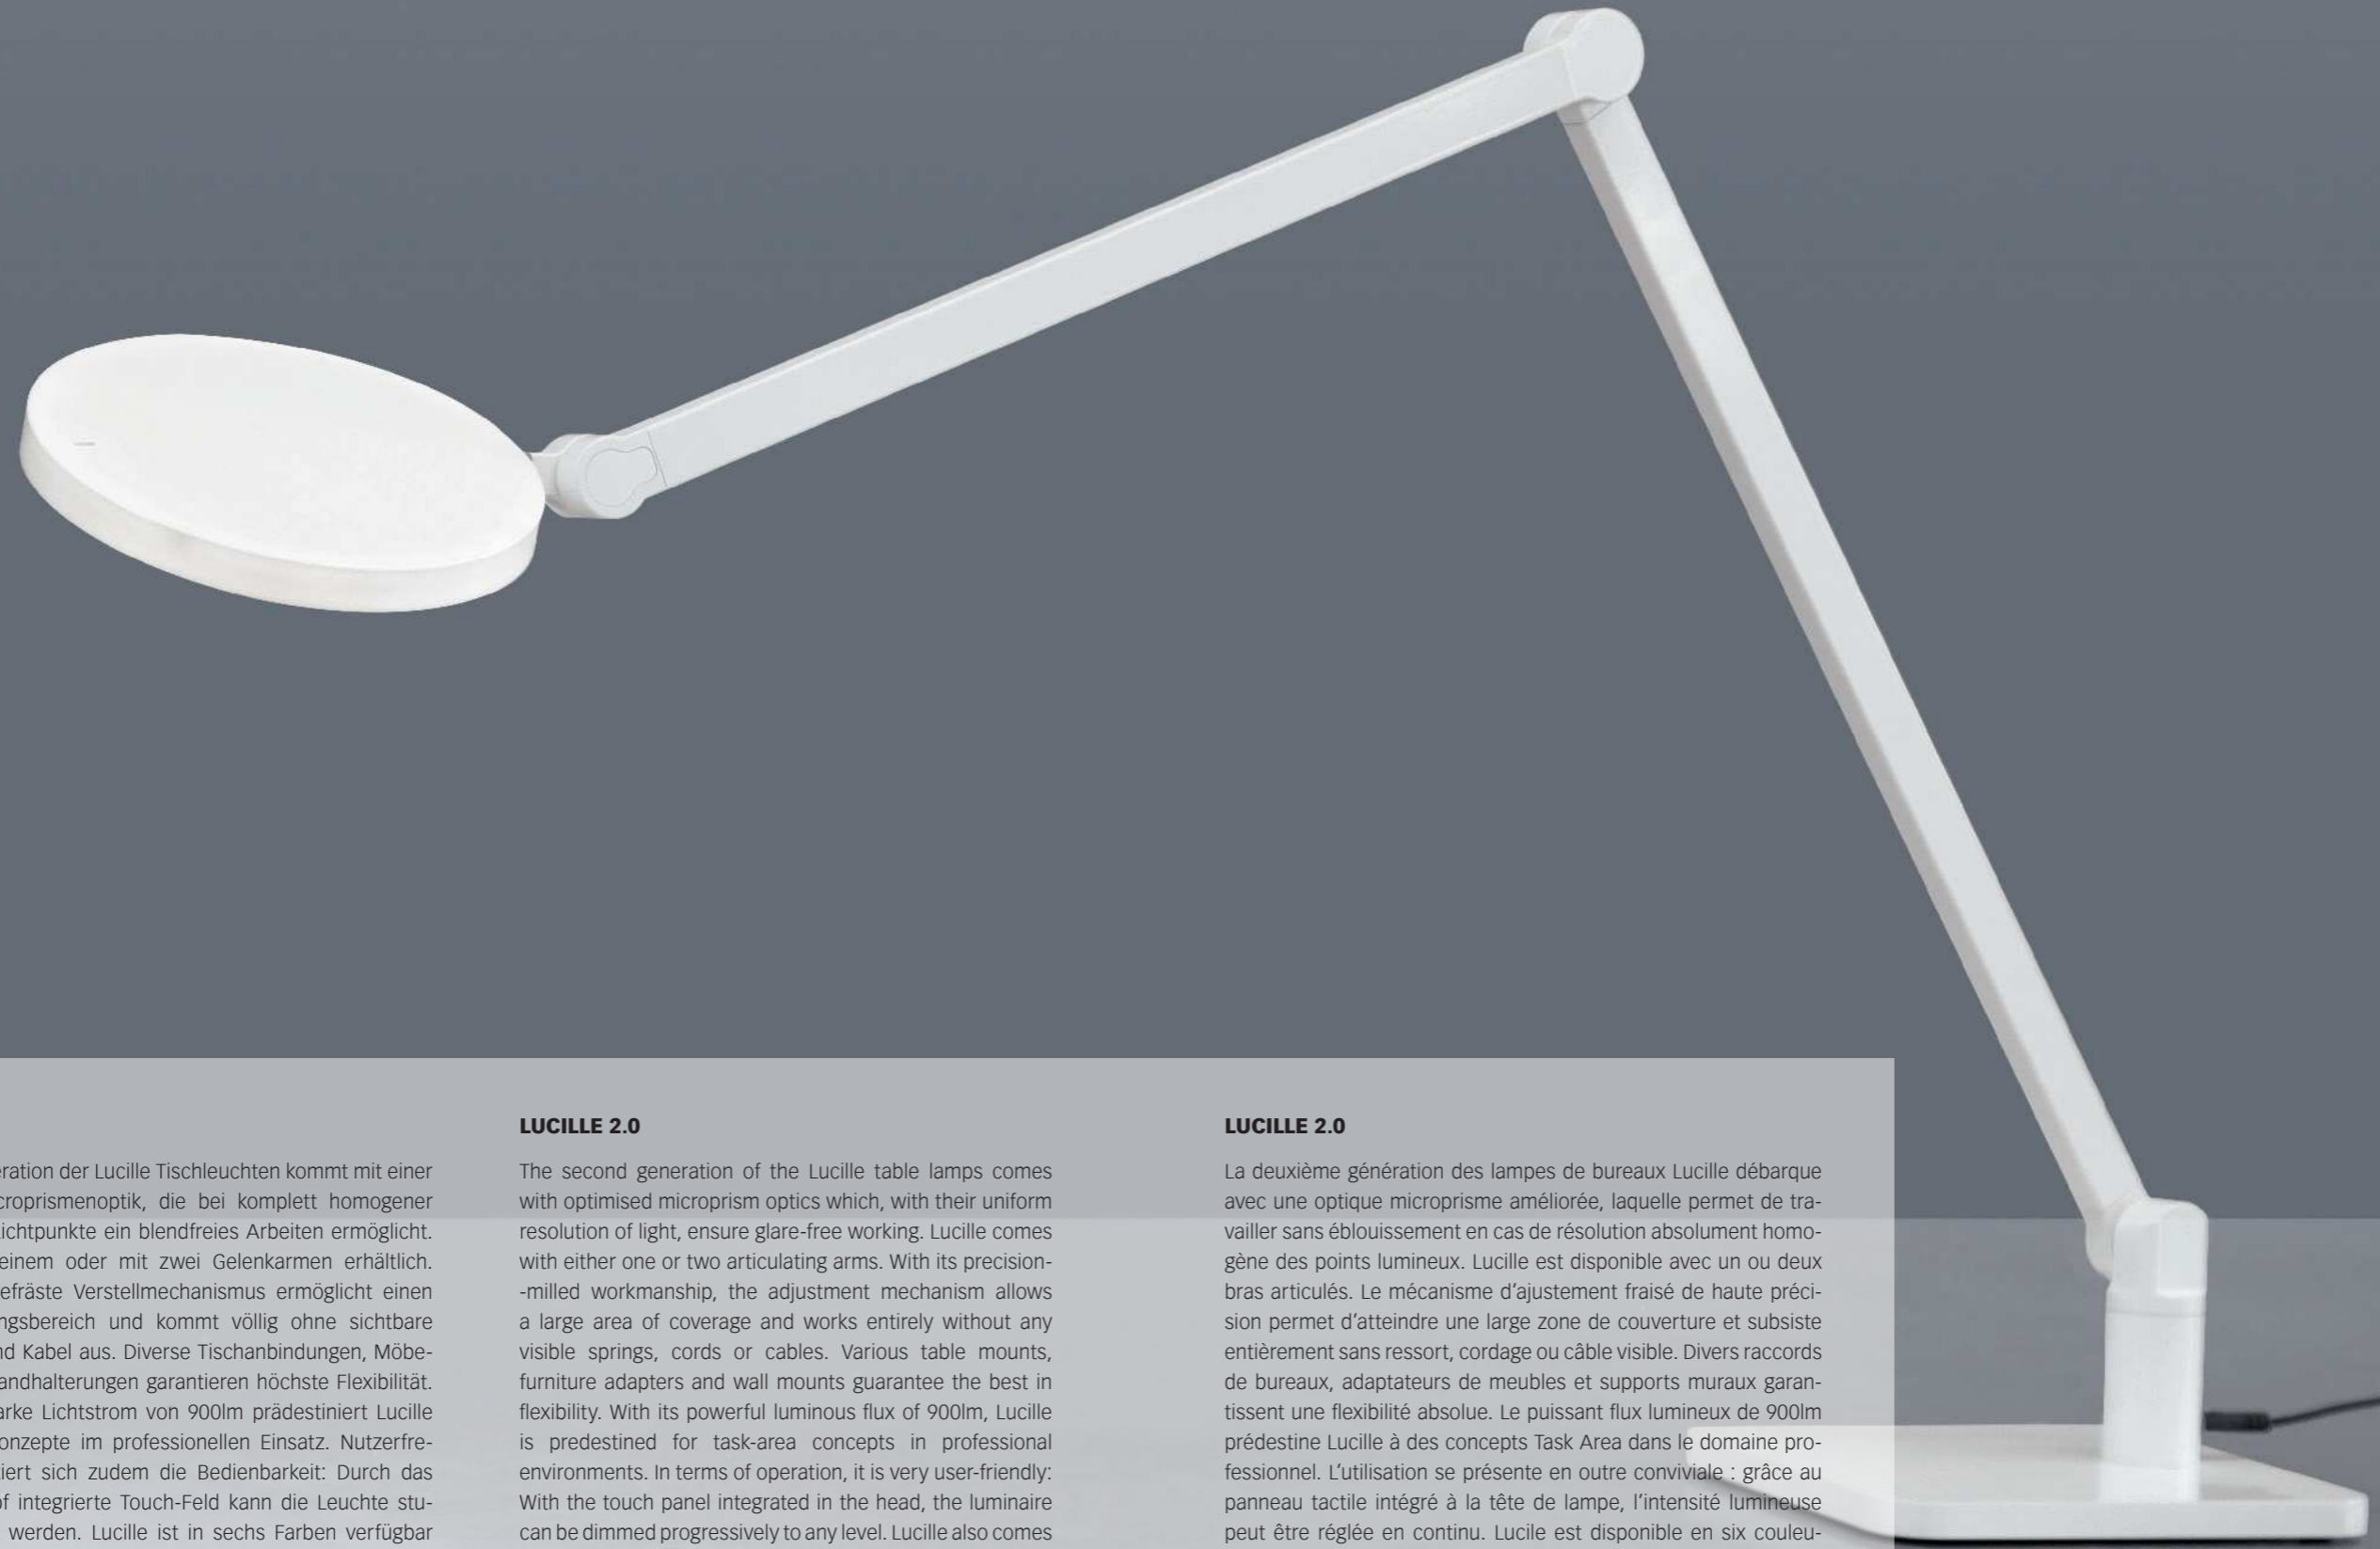 eration der Lucille Tischleuchten kommt mit einer
croprismenoptik, die bei komplett homogener
ichtpunkte ein blendfreies Arbeiten ermöglicht.
einem oder mit zwei Gelenkarmen erhältlich.
efräste Verstellmechanismus ermöglicht einen
ngsbereich und kommt völlig ohne sichtbare
nd Kabel aus. Diverse Tischanbindungen, Möbe-
andhalterungen garantieren höchste Flexibilität.
arke Lichtstrom von 900lm prädestiniert Lucille
onzepte im professionellen Einsatz. Nutzerfre-
tiert sich zudem die Bedienbarkeit: Durch das
of integrierte Touch-Feld kann die Leuchte stu-
werden. Lucille ist in sechs Farben verfügbar
LUCILLE 2.0
The second generation of the Lucille table lamps comes
with optimised microprism optics which, with their uniform
resolution of light, ensure glare-free working. Lucille comes
with either one or two articulating arms. With its precision-
-milled workmanship, the adjustment mechanism allows
a large area of coverage and works entirely without any
visible springs, cords or cables. Various table mounts,
furniture adapters and wall mounts guarantee the best in
flexibility. With its powerful luminous flux of 900lm, Lucille
is predestined for task-area concepts in professional
environments. In terms of operation, it is very user-friendly:
With the touch panel integrated in the head, the luminaire
can be dimmed progressively to any level. Lucille also comes
LUCILLE 2.0
La deuxième génération des lampes de bureaux Lucille débarque
avec une optique microprisme améliorée, laquelle permet de tra-
vailler sans éblouissement en cas de résolution absolument homo-
gène des points lumineux. Lucille est disponible avec un ou deux
bras articulés. Le mécanisme d'ajustement fraisé de haute préci-
sion permet d'atteindre une large zone de couverture et subsiste
entièrement sans ressort, cordage ou câble visible. Divers raccords
de bureaux, adaptateurs de meubles et supports muraux garan-
tissent une flexibilité absolue. Le puissant flux lumineux de 900lm
prédestine Lucille à des concepts Task Area dans le domaine pro-
fessionnel. L'utilisation se présente en outre conviviale : grâce au
panneau tactile intégré à la tête de lampe, l'intensité lumineuse
peut être réglée en continu. Lucile est disponible en six couleu-